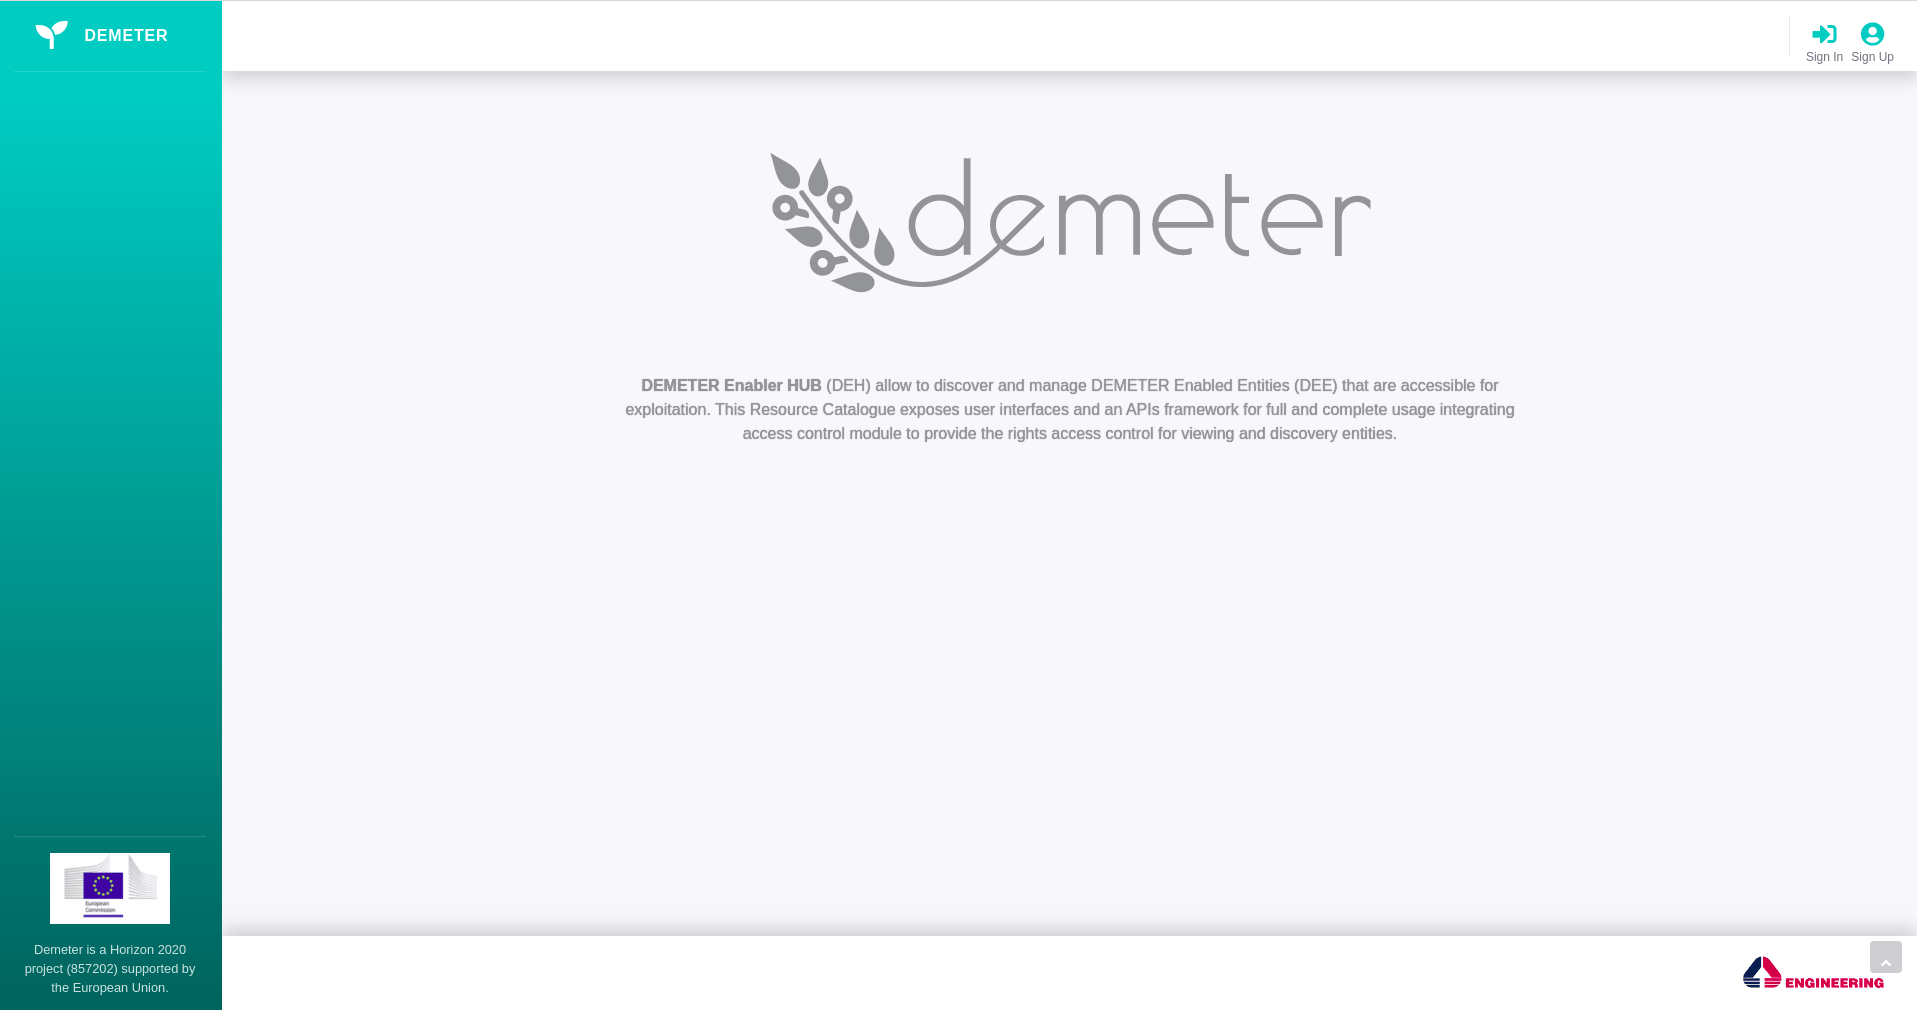 DEMETER
Sign In
Sign Up
demeter
DEMETER Enabler HUB (DEH) allow to discover and manage DEMETER Enabled Entities (DEE) that are accessible for
exploitation. This Resource Catalogue exposes user interfaces and an APIs framework for full and complete usage integrating
access control module to provide the rights access control for viewing and discovery entities.
European
Commission
Demeter is a Horizon 2020
project (857202) supported by
the European Union.
ENGINEERING